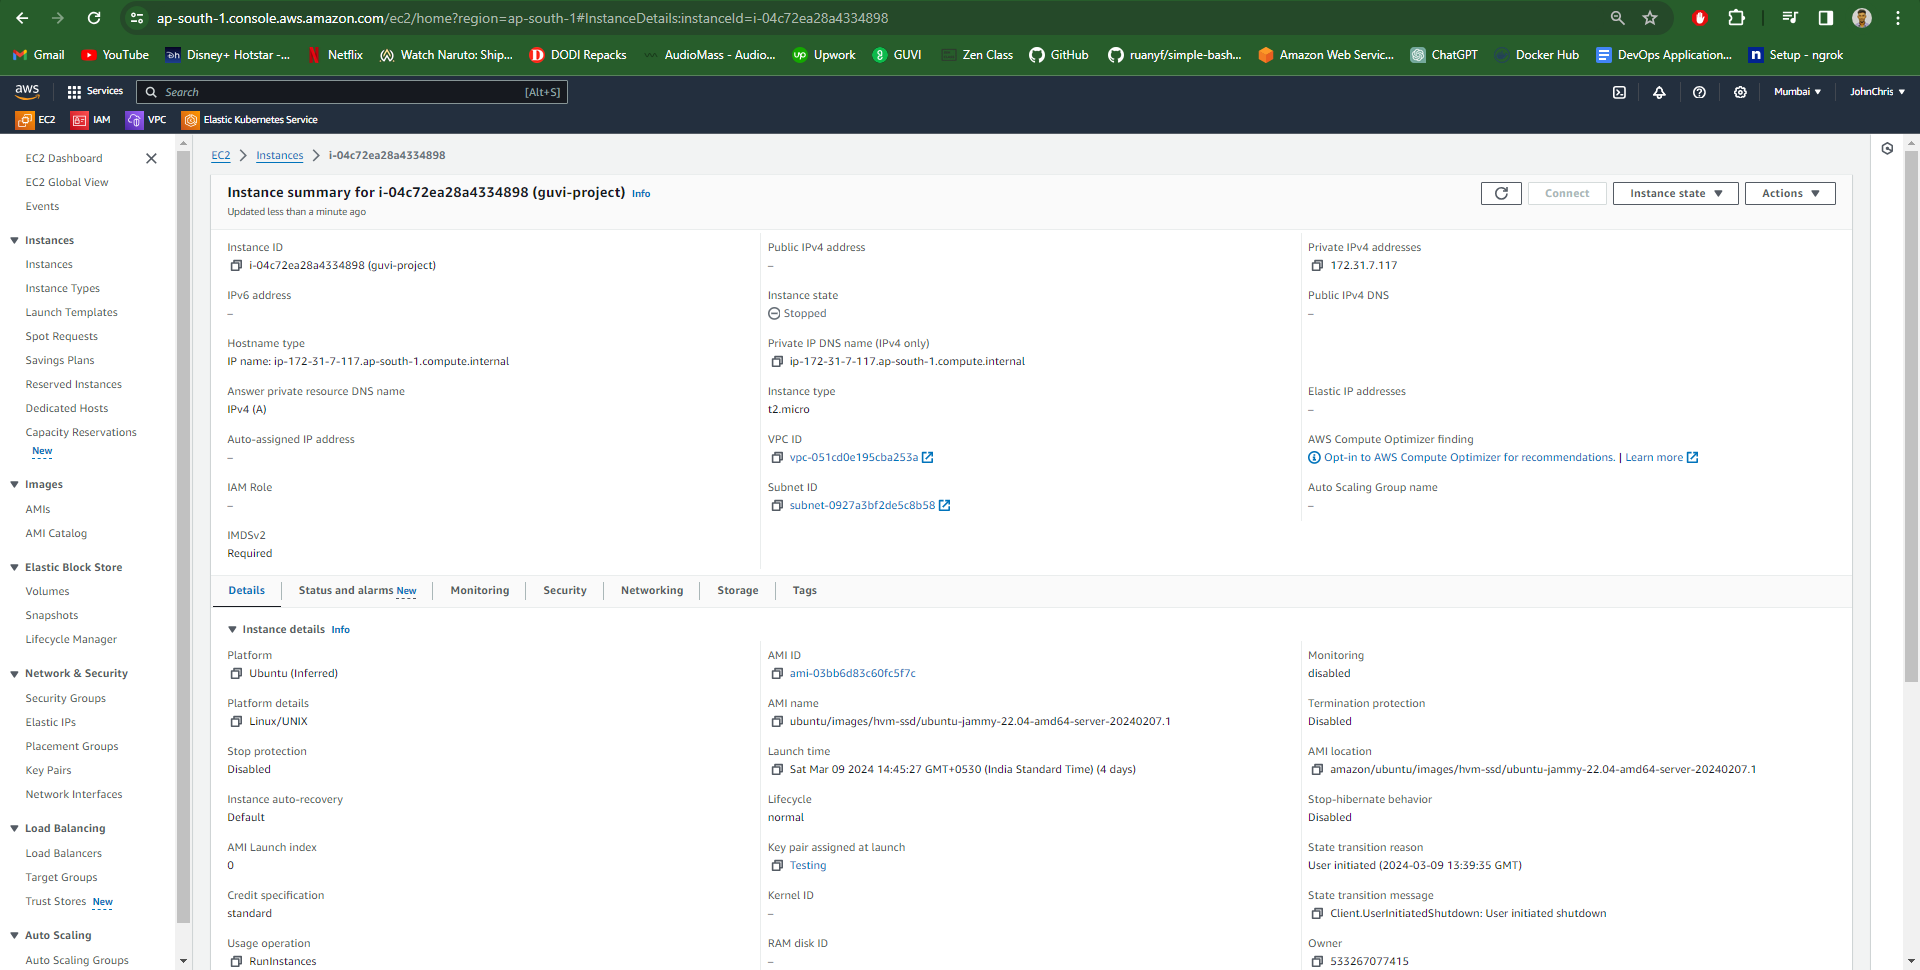 ap-south-1.console.aws.amazon.com/ec2/home?region=ap-south-1#InstanceDetails:instanceId=i-04c72ea28a4334898
Gmail YouTube Disney+ Hotstar -... Netflix Watch Naruto: Ship... DODI Repacks AudioMass - Audio... Upwork GUVI Zen Class GitHub ruanyf/simple-bash... Amazon Web Servic... ChatGPT Docker Hub DevOps Application... Setup - ngrok
aws Services Search [Alt+S] Mumbai JohnChris
EC2 IAM VPC Elastic Kubernetes Service
EC2 Dashboard
EC2 Global View
Events
Instances
Instances
Instance Types
Launch Templates
Spot Requests
Savings Plans
Reserved Instances
Dedicated Hosts
Capacity Reservations
New
Images
AMIs
AMI Catalog
Elastic Block Store
Volumes
Snapshots
Lifecycle Manager
Network & Security
Security Groups
Elastic IPs
Placement Groups
Key Pairs
Network Interfaces
Load Balancing
Load Balancers
Target Groups
Trust Stores New
Auto Scaling
Auto Scaling Groups
EC2 Instances i-04c72ea28a4334898
Instance summary for i-04c72ea28a4334898 (guvi-project) Info
Updated less than a minute ago
Connect Instance state Actions
Instance ID
i-04c72ea28a4334898 (guvi-project)
Public IPv4 address
–
Private IPv4 addresses
172.31.7.117
IPv6 address
–
Instance state
Stopped
Public IPv4 DNS
–
Hostname type
IP name: ip-172-31-7-117.ap-south-1.compute.internal
Private IP DNS name (IPv4 only)
ip-172-31-7-117.ap-south-1.compute.internal
Answer private resource DNS name
IPv4 (A)
Instance type
t2.micro
Elastic IP addresses
–
Auto-assigned IP address
–
VPC ID
vpc-051cd0e195cba253a
AWS Compute Optimizer finding
Opt-in to AWS Compute Optimizer for recommendations. | Learn more
IAM Role
–
Subnet ID
subnet-0927a3bf2de5c8b58
Auto Scaling Group name
–
IMDSv2
Required
Details Status and alarms New Monitoring Security Networking Storage Tags
Instance details Info
Platform
Ubuntu (Inferred)
AMI ID
ami-03bb6d83c60fc5f7c
Monitoring
disabled
Platform details
Linux/UNIX
AMI name
ubuntu/images/hvm-ssd/ubuntu-jammy-22.04-amd64-server-20240207.1
Termination protection
Disabled
Stop protection
Disabled
Launch time
Sat Mar 09 2024 14:45:27 GMT+0530 (India Standard Time) (4 days)
AMI location
amazon/ubuntu/images/hvm-ssd/ubuntu-jammy-22.04-amd64-server-20240207.1
Instance auto-recovery
Default
Lifecycle
normal
Stop-hibernate behavior
Disabled
AMI Launch index
0
Key pair assigned at launch
Testing
State transition reason
User initiated (2024-03-09 13:39:35 GMT)
Credit specification
standard
Kernel ID
–
State transition message
Client.UserInitiatedShutdown: User initiated shutdown
Usage operation
RunInstances
RAM disk ID
–
Owner
533267077415